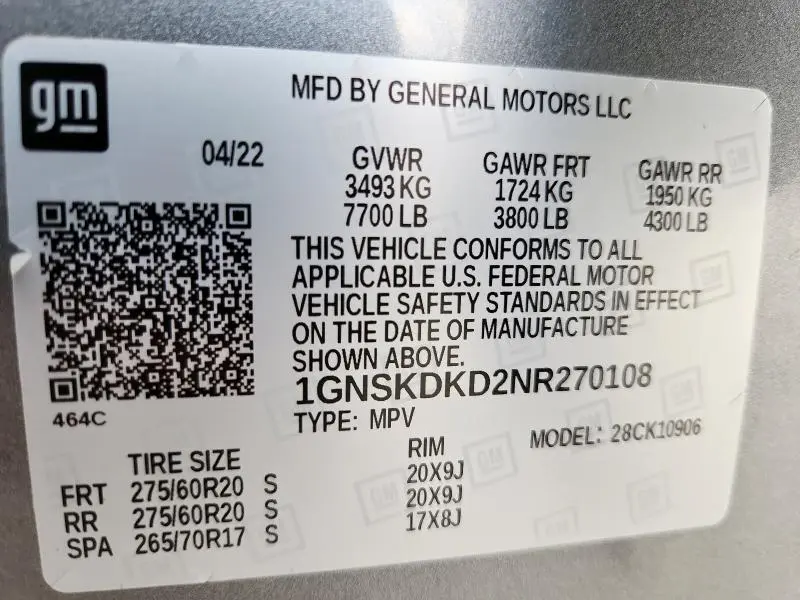 gm
MFD BY GENERAL MOTORS LLC
04/22 GVWR GAWR FRT GAWR RR
3493 KG 1724 KG 1950 KG
7700 LB 3800 LB 4300 LB
THIS VEHICLE CONFORMS TO ALL
APPLICABLE U.S. FEDERAL MOTOR
VEHICLE SAFETY STANDARDS IN EFFECT
ON THE DATE OF MANUFACTURE
SHOWN ABOVE.
1GNSKDKD2NR270108
464C
TYPE: MPV MODEL: 28CK10906
TIRE SIZE RIM
FRT 275/60R20 S 20X9J
RR 275/60R20 S 20X9J
SPA 265/70R17 S 17X8J